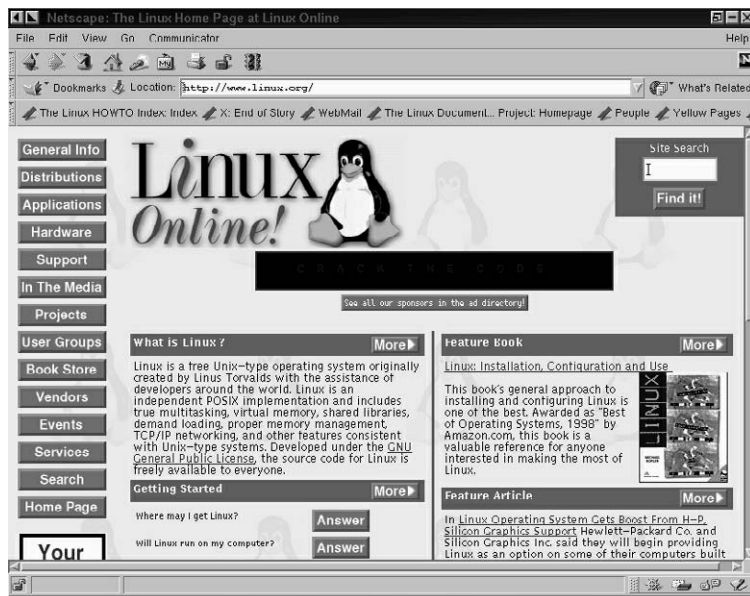 Netscape: The Linux Home Page at Linux Online
File Edit View Go Communicator Help
Bookmarks Location: http://www.linux.org/ What's Related
The Linux HOWTO Index: Index X: End of Story WebMail The Linux Document... Project: Homepage People Yellow Pages
General Info
Distributions
Applications
Hardware
Support
In The Media
Projects
User Groups
Book Store
Vendors
Events
Services
Search
Home Page
Your
Linux
Online!
Site Search
Find it!
CRACK THE CODE
See all our sponsors in the ad directory!
What is Linux? More
Linux is a free Unix-type operating system originally
created by Linus Torvalds with the assistance of
developers around the world. Linux is an
independent POSIX implementation and includes
true multitasking, virtual memory, shared libraries,
demand loading, proper memory management,
TCP/IP networking, and other features consistent
with Unix-type systems. Developed under the GNU
General Public License, the source code for Linux is
freely available to everyone.
Getting Started More
Where may I get Linux? Answer
Will Linux run on my computer? Answer
Feature Book More
Linux: Installation, Configuration and Use
This book's general approach to
installing and configuring Linux is
one of the best. Awarded as "Best
of Operating Systems, 1998" by
Amazon.com, this book is a
valuable reference for anyone
interested in making the most of
Linux.
LINUX
Feature Article More
In Linux Operating System Gets Boost From H-P,
Silicon Graphics Support Hewlett-Packard Co. and
Silicon Graphics Inc. said they will begin providing
Linux as an option on some of their computers built